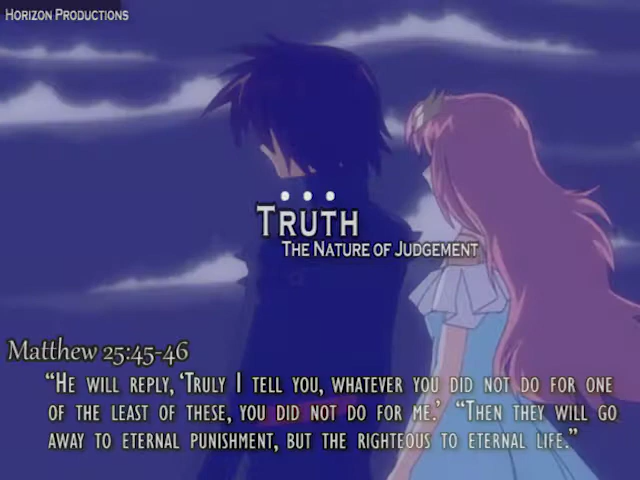 Horizon Productions
...
Truth
The Nature of Judgement
Matthew 25:45-46
"He will reply, 'Truly I tell you, whatever you did not do for one
of the least of these, you did not do for me.' "Then they will go
away to eternal punishment, but the righteous to eternal life."